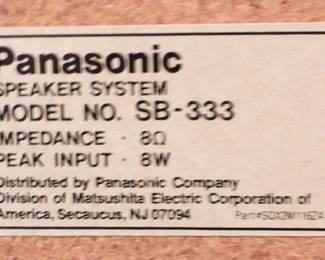 Panasonic
SPEAKER SYSTEM
MODEL NO. SB-333
IMPEDANCE · 8Ω
PEAK INPUT · 8W
Distributed by Panasonic Company
Division of Matsushita Electric Corporation of
America, Secaucus, NJ 07094